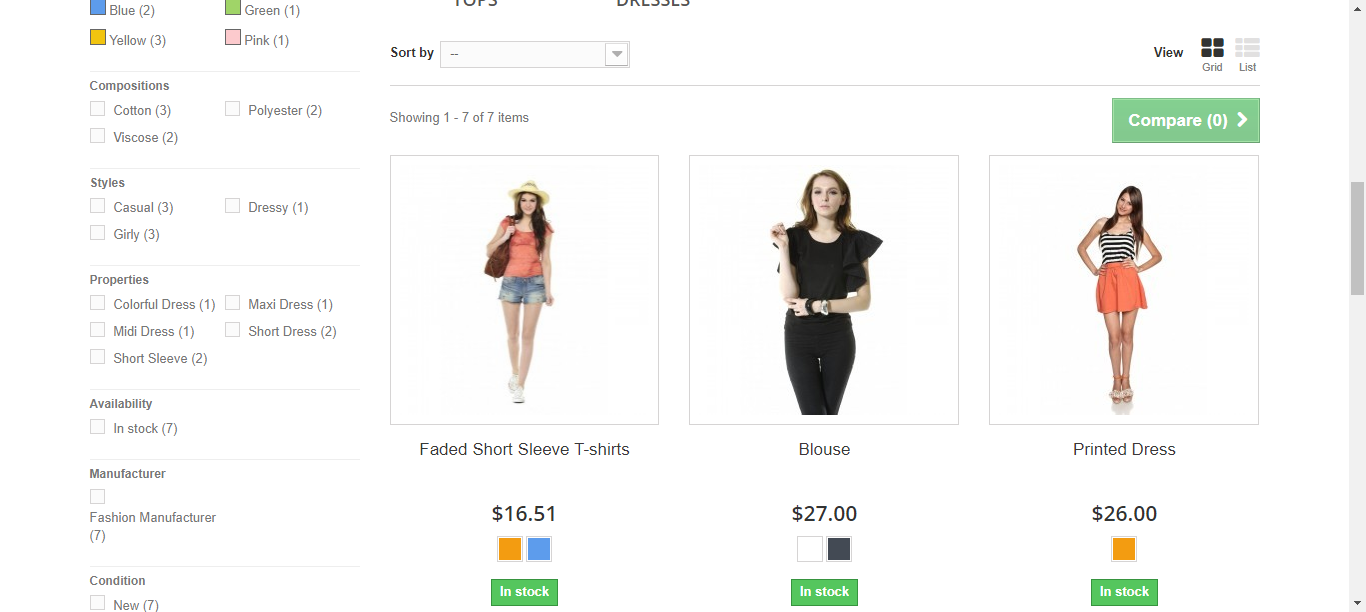 TOPS DRESSES
Blue (2) Green (1)
Yellow (3) Pink (1)
Compositions
Cotton (3) Polyester (2)
Viscose (2)
Styles
Casual (3) Dressy (1)
Girly (3)
Properties
Colorful Dress (1) Maxi Dress (1)
Midi Dress (1) Short Dress (2)
Short Sleeve (2)
Availability
In stock (7)
Manufacturer
Fashion Manufacturer
(7)
Condition
New (7)
Sort by --
View Grid List
Showing 1 - 7 of 7 items
Compare (0)
Faded Short Sleeve T-shirts
$16.51
In stock
Blouse
$27.00
In stock
Printed Dress
$26.00
In stock